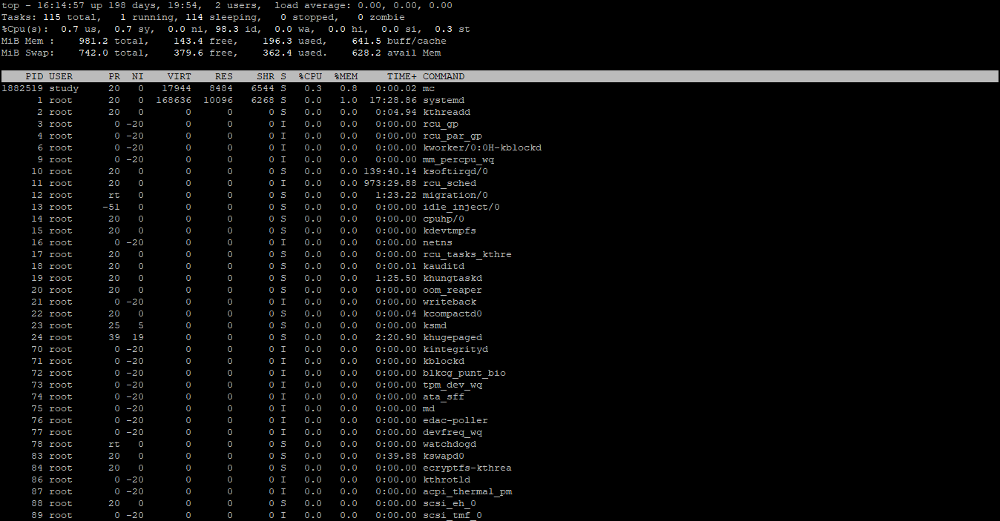 top - 16:14:57 up 198 days, 19:54,  2 users,  load average: 0.00, 0.00, 0.00
Tasks: 115 total,   1 running, 114 sleeping,   0 stopped,   0 zombie
%Cpu(s):  0.7 us,  0.7 sy,  0.0 ni, 98.3 id,  0.0 wa,  0.0 hi,  0.0 si,  0.3 st
MiB Mem :    981.2 total,    143.4 free,    196.3 used,    641.5 buff/cache
MiB Swap:    742.0 total,    379.6 free,    362.4 used.    628.2 avail Mem
    PID USER      PR  NI    VIRT    RES    SHR S  %CPU  %MEM     TIME+ COMMAND
1882519 study     20   0   17944   8484   6544 S   0.3   0.8   0:00.02 mc
      1 root      20   0  168636  10096   6268 S   0.0   1.0  17:28.86 systemd
      2 root      20   0       0      0      0 S   0.0   0.0   0:04.94 kthreadd
      3 root       0 -20       0      0      0 I   0.0   0.0   0:00.00 rcu_gp
      4 root       0 -20       0      0      0 I   0.0   0.0   0:00.00 rcu_par_gp
      6 root       0 -20       0      0      0 I   0.0   0.0   0:00.00 kworker/0:0H-kblockd
      9 root       0 -20       0      0      0 I   0.0   0.0   0:00.00 mm_percpu_wq
     10 root      20   0       0      0      0 S   0.0   0.0 139:40.14 ksoftirqd/0
     11 root      20   0       0      0      0 I   0.0   0.0 973:29.88 rcu_sched
     12 root      rt   0       0      0      0 S   0.0   0.0   1:23.22 migration/0
     13 root     -51   0       0      0      0 S   0.0   0.0   0:00.00 idle_inject/0
     14 root      20   0       0      0      0 S   0.0   0.0   0:00.00 cpuhp/0
     15 root      20   0       0      0      0 S   0.0   0.0   0:00.00 kdevtmpfs
     16 root       0 -20       0      0      0 I   0.0   0.0   0:00.00 netns
     17 root      20   0       0      0      0 S   0.0   0.0   0:00.00 rcu_tasks_kthre
     18 root      20   0       0      0      0 S   0.0   0.0   0:00.01 kauditd
     19 root      20   0       0      0      0 S   0.0   0.0   1:25.50 khungtaskd
     20 root      20   0       0      0      0 S   0.0   0.0   0:00.00 oom_reaper
     21 root       0 -20       0      0      0 I   0.0   0.0   0:00.00 writeback
     22 root      20   0       0      0      0 S   0.0   0.0   0:00.04 kcompactd0
     23 root      25   5       0      0      0 S   0.0   0.0   0:00.00 ksmd
     24 root      39  19       0      0      0 S   0.0   0.0   2:20.90 khugepaged
     70 root       0 -20       0      0      0 I   0.0   0.0   0:00.00 kintegrityd
     71 root       0 -20       0      0      0 I   0.0   0.0   0:00.00 kblockd
     72 root       0 -20       0      0      0 I   0.0   0.0   0:00.00 blkcg_punt_bio
     73 root       0 -20       0      0      0 I   0.0   0.0   0:00.00 tpm_dev_wq
     74 root       0 -20       0      0      0 I   0.0   0.0   0:00.00 ata_sff
     75 root       0 -20       0      0      0 I   0.0   0.0   0:00.00 md
     76 root       0 -20       0      0      0 I   0.0   0.0   0:00.00 edac-poller
     77 root       0 -20       0      0      0 I   0.0   0.0   0:00.00 devfreq_wq
     78 root      rt   0       0      0      0 S   0.0   0.0   0:00.00 watchdogd
     83 root      20   0       0      0      0 S   0.0   0.0   0:39.88 kswapd0
     84 root      20   0       0      0      0 S   0.0   0.0   0:00.00 ecryptfs-kthrea
     86 root       0 -20       0      0      0 I   0.0   0.0   0:00.00 kthrotld
     87 root       0 -20       0      0      0 I   0.0   0.0   0:00.00 acpi_thermal_pm
     88 root      20   0       0      0      0 S   0.0   0.0   0:00.00 scsi_eh_0
     89 root       0 -20       0      0      0 I   0.0   0.0   0:00.00 scsi_tmf_0